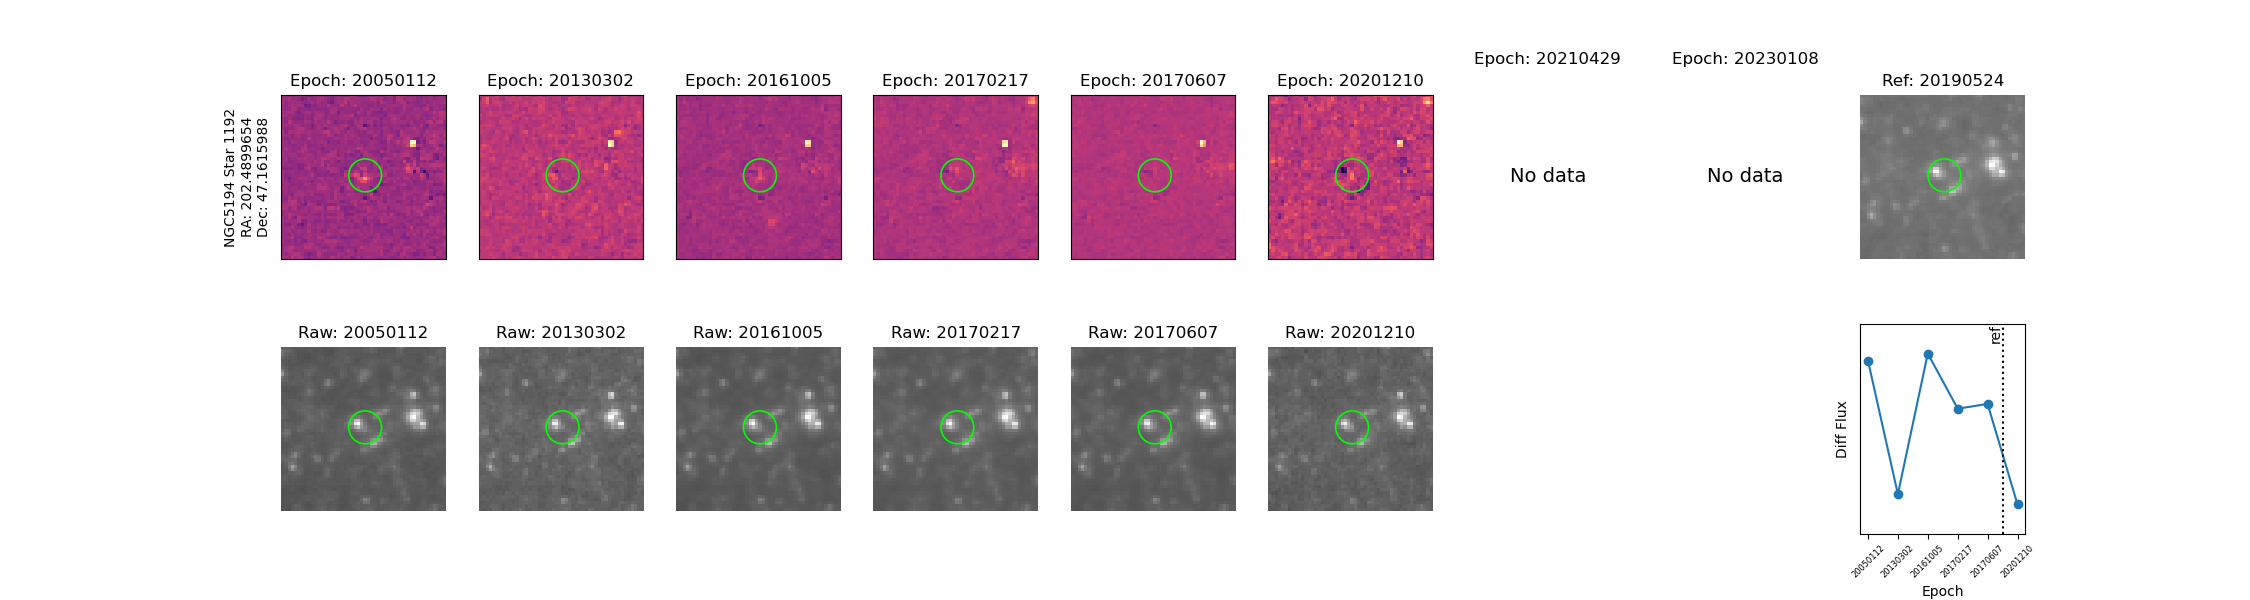 Epoch: 20210429
Epoch: 20230108
Epoch: 20050112
Epoch: 20130302
Epoch: 20161005
Epoch: 20170217
Epoch: 20170607
Epoch: 20201210
Ref: 20190524
NGC5194 Star 1192
RA: 202.4899654
Dec: 47.1615988
No data
No data
Raw: 20050112
Raw: 20130302
Raw: 20161005
Raw: 20170217
Raw: 20170607
Raw: 20201210
ref
Diff Flux
20050112
20130302
20161005
20170217
20170607
20201210
Epoch